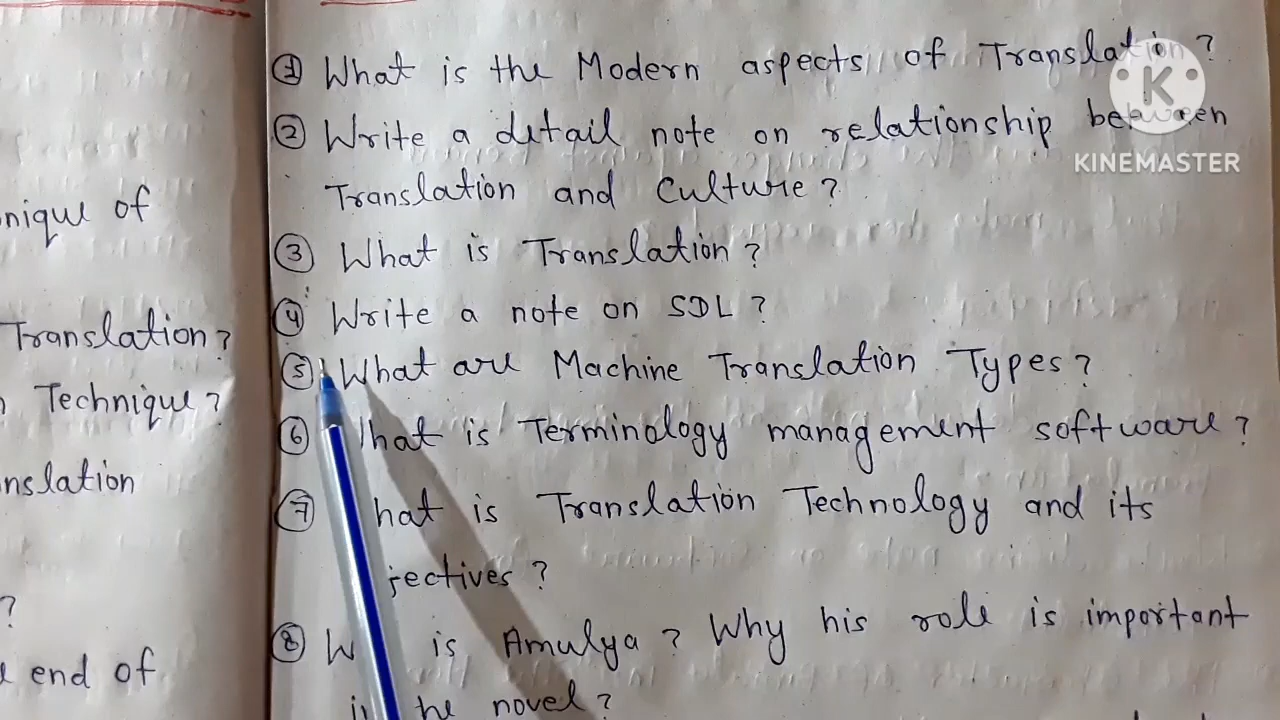 ① What is the Modern aspects of Translation?
② Write a detail note on relationship between
Translation and Culture?
③ What is Translation?
④ Write a note on SDL?
⑤ What are Machine Translation Types?
⑥ hat is Terminology management software?
⑦ hat is Translation Technology and its
jectives?
⑧ W is Amulya? Why his role is important
he novel?
nique of
Translation?
Technique?
nslation
?
end of
K
KINEMASTER